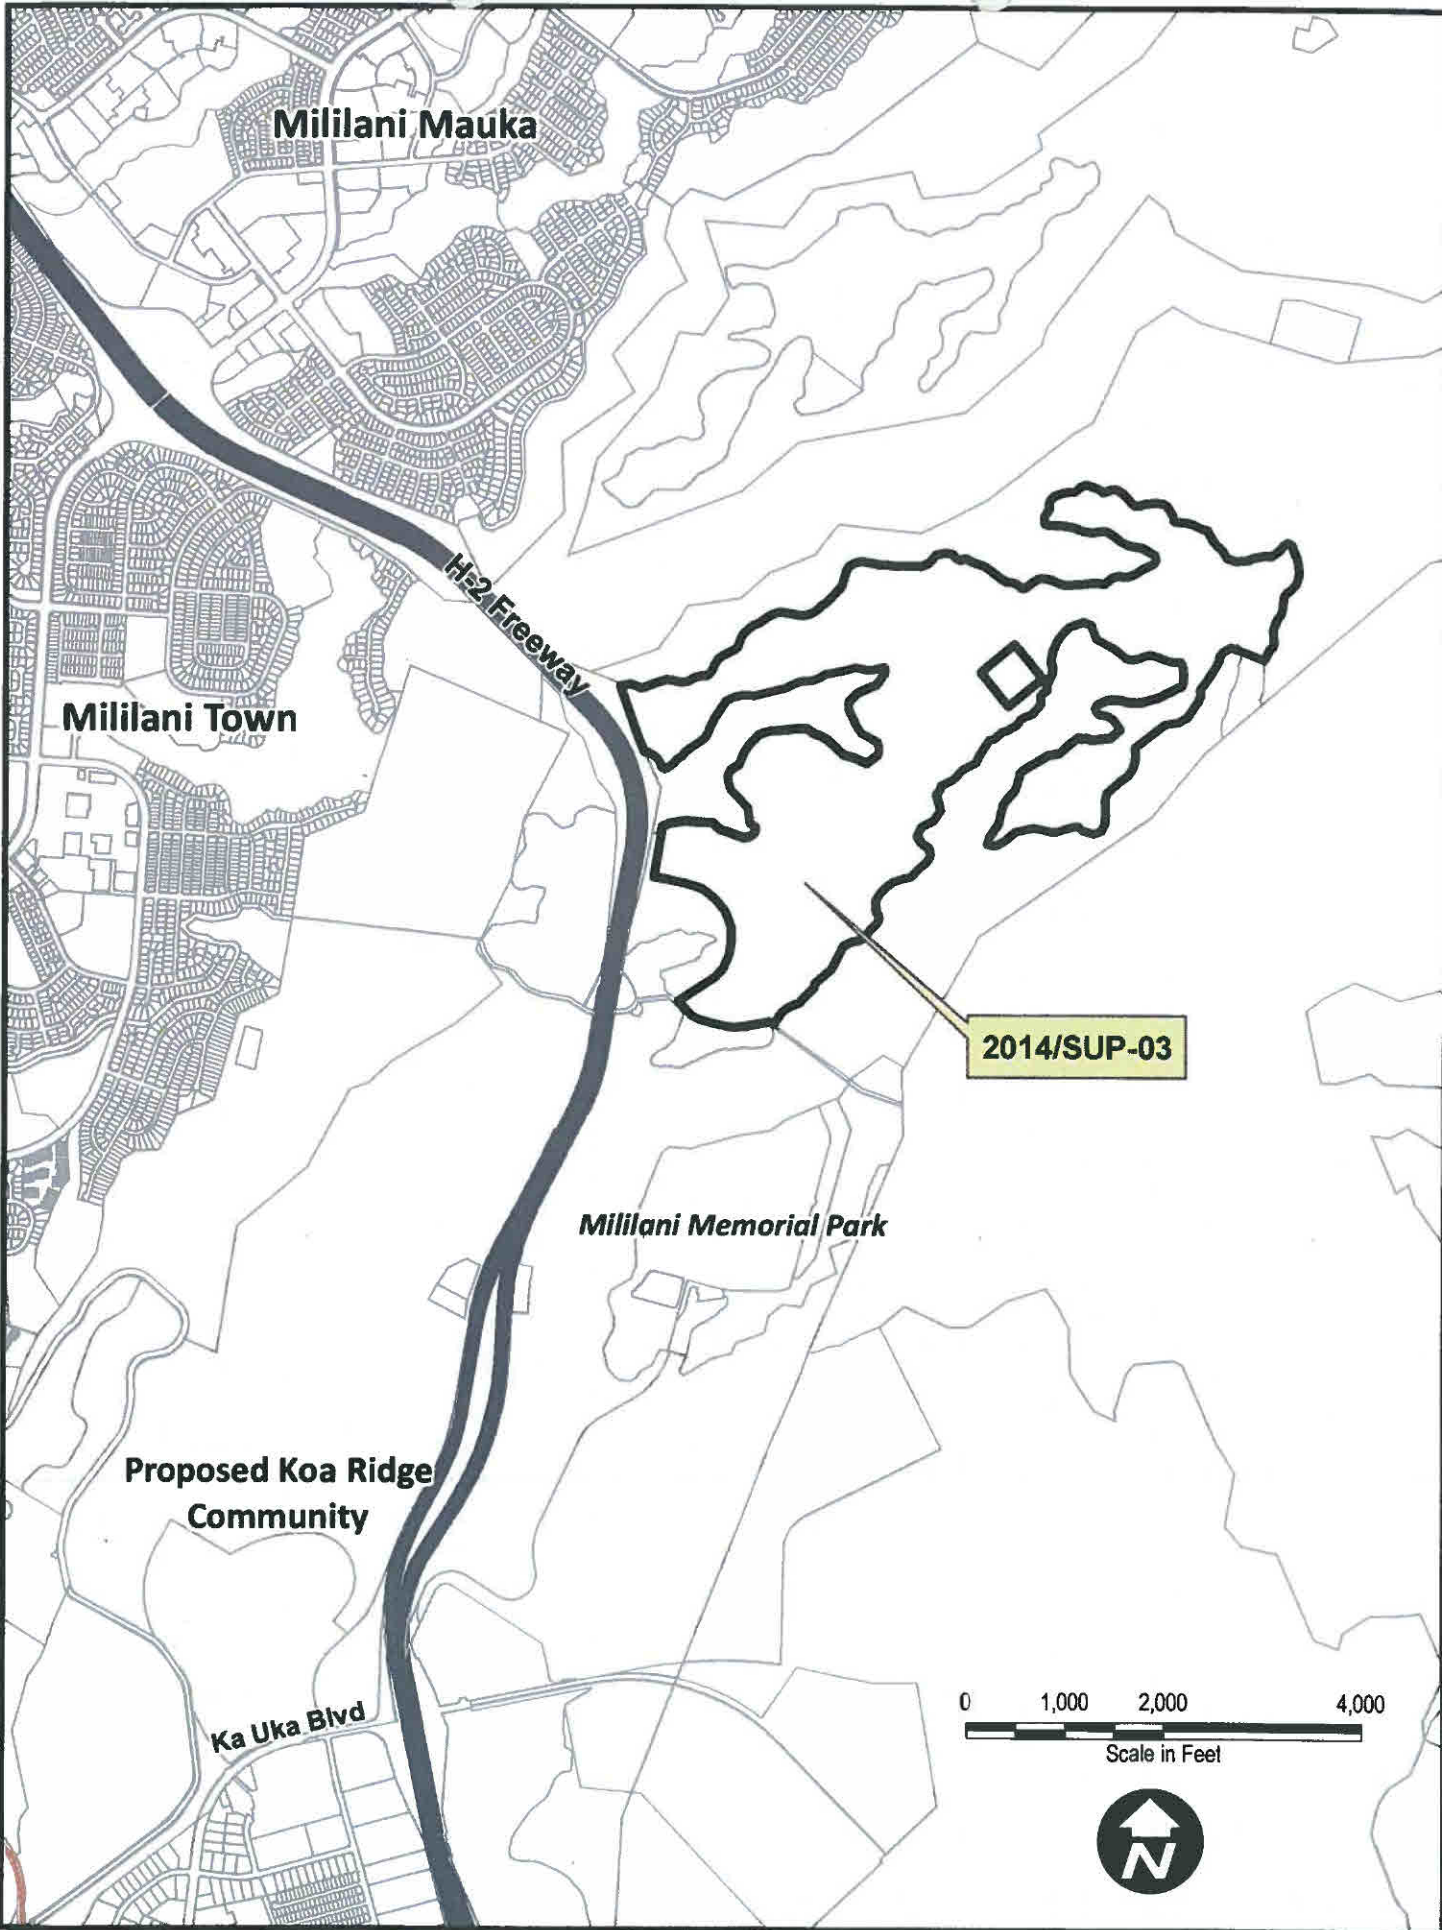 Mililani Mauka
H-2 Freeway
Mililani Town
2014/SUP-03
Mililani Memorial Park
Proposed Koa Ridge
Community
Ka Uka Blvd
0 1,000 2,000 4,000
Scale in Feet
N